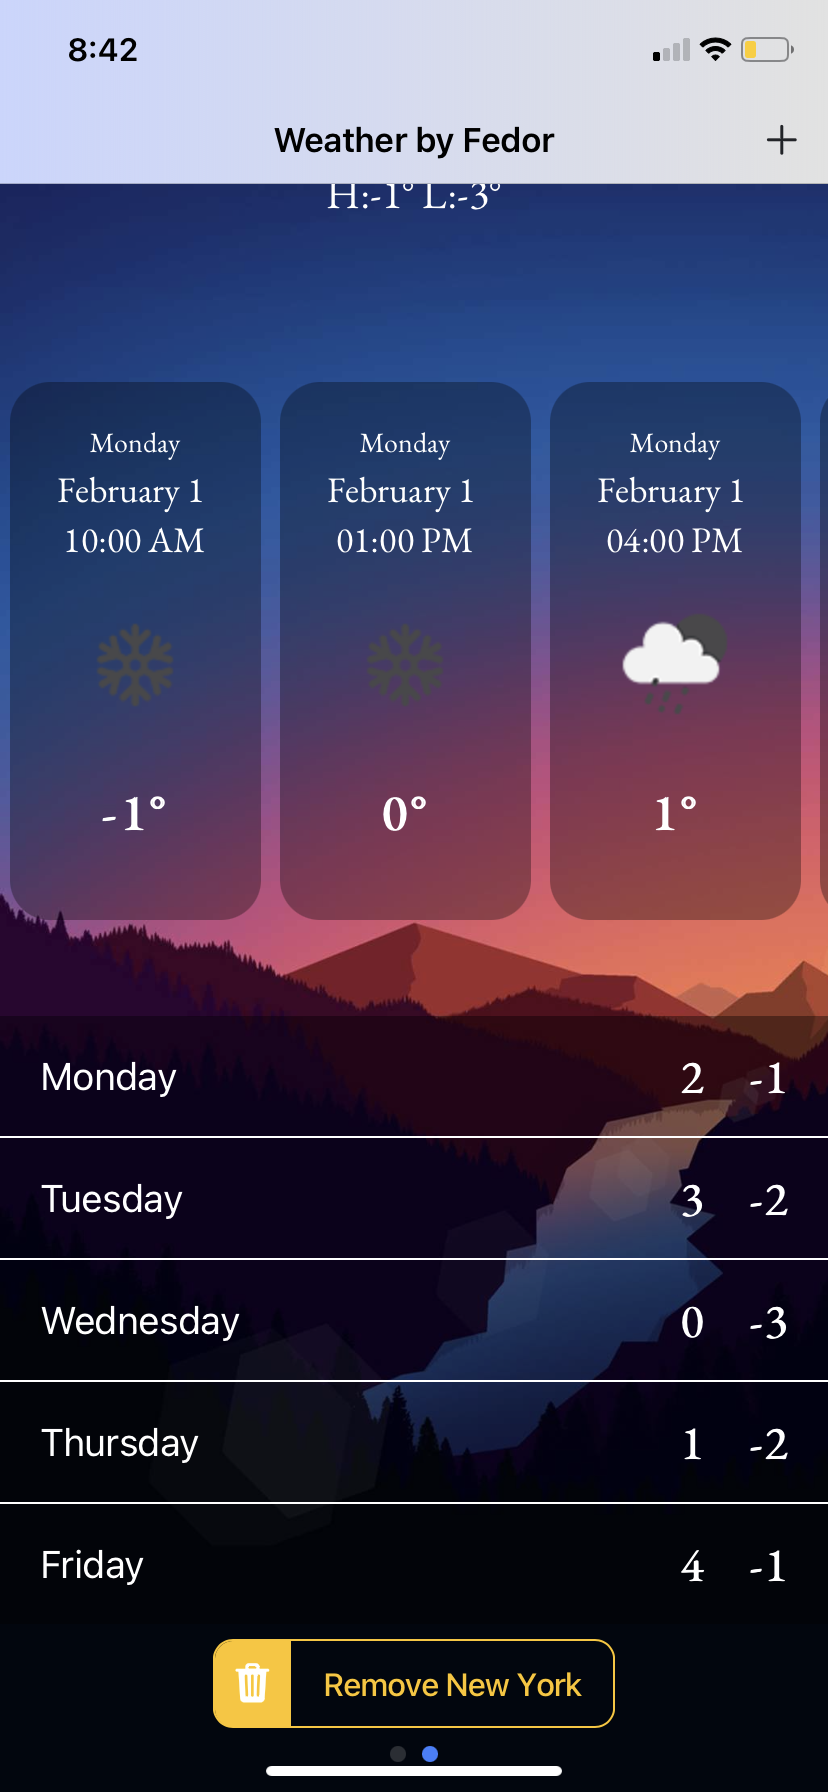 8:42
Weather by Fedor
H:-1° L:-3°
Monday
February 1
10:00 AM
-1°
Monday
February 1
01:00 PM
0°
Monday
February 1
04:00 PM
1°
Monday 2 -1
Tuesday 3 -2
Wednesday 0 -3
Thursday 1 -2
Friday 4 -1
Remove New York